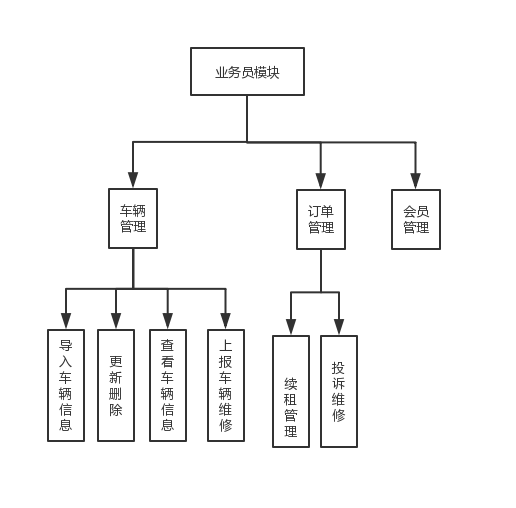 业务员模块
车辆
管理
订单
管理
会员
管理
导入车辆信息
更新删除
查看车辆信息
上报车辆维修
续租管理
投诉维修